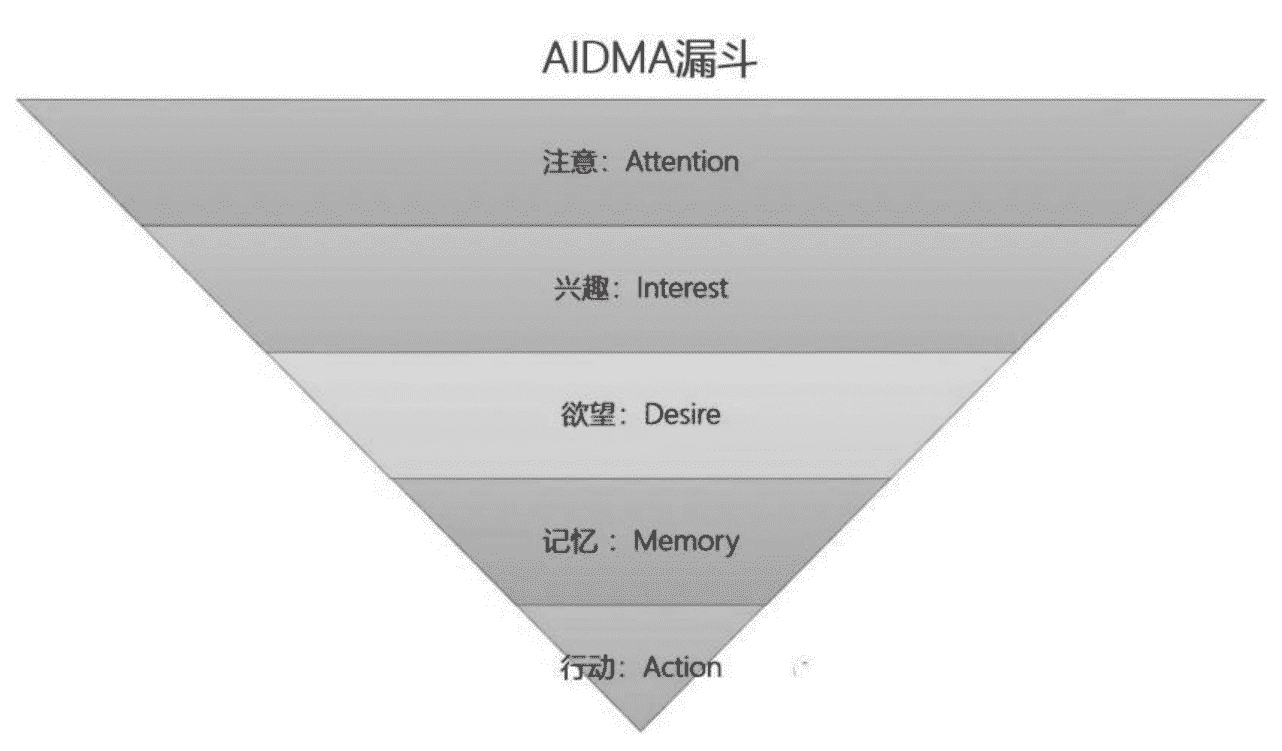 AIDMA漏斗
注意：Attention
兴趣：Interest
欲望：Desire
记忆：Memory
行动：Action